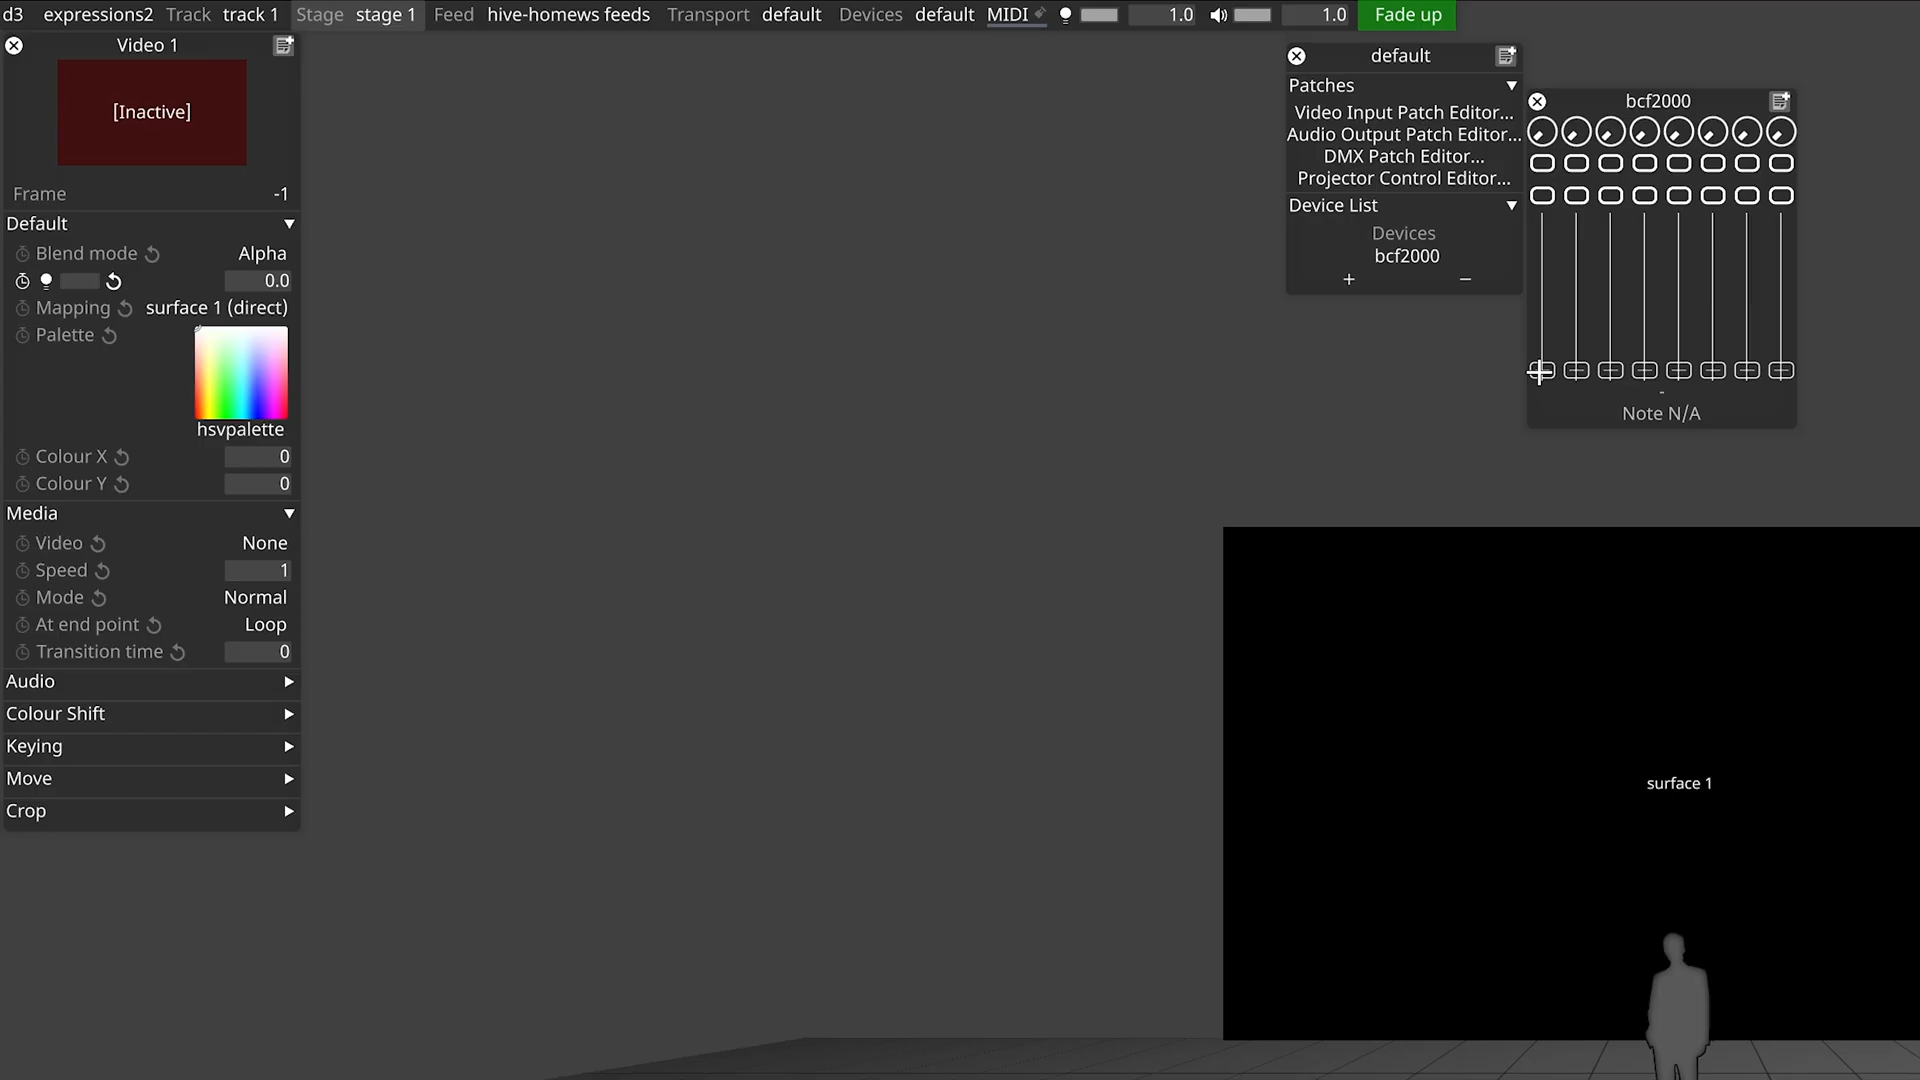 d3 expressions2 Track track 1 Stage stage 1 Feed hive-homews feeds Transport default Devices default MIDI 1.0 1.0 Fade up
Video 1
[Inactive]
Frame -1
Default
Blend mode Alpha
0.0
Mapping surface 1 (direct)
Palette
hsvpalette
Colour X 0
Colour Y 0
Media
Video None
Speed 1
Mode Normal
At end point Loop
Transition time 0
Audio
Colour Shift
Keying
Move
Crop
default
Patches
Video Input Patch Editor...
Audio Output Patch Editor...
DMX Patch Editor...
Projector Control Editor...
Device List
Devices
bcf2000
+ −
bcf2000
-
Note N/A
surface 1